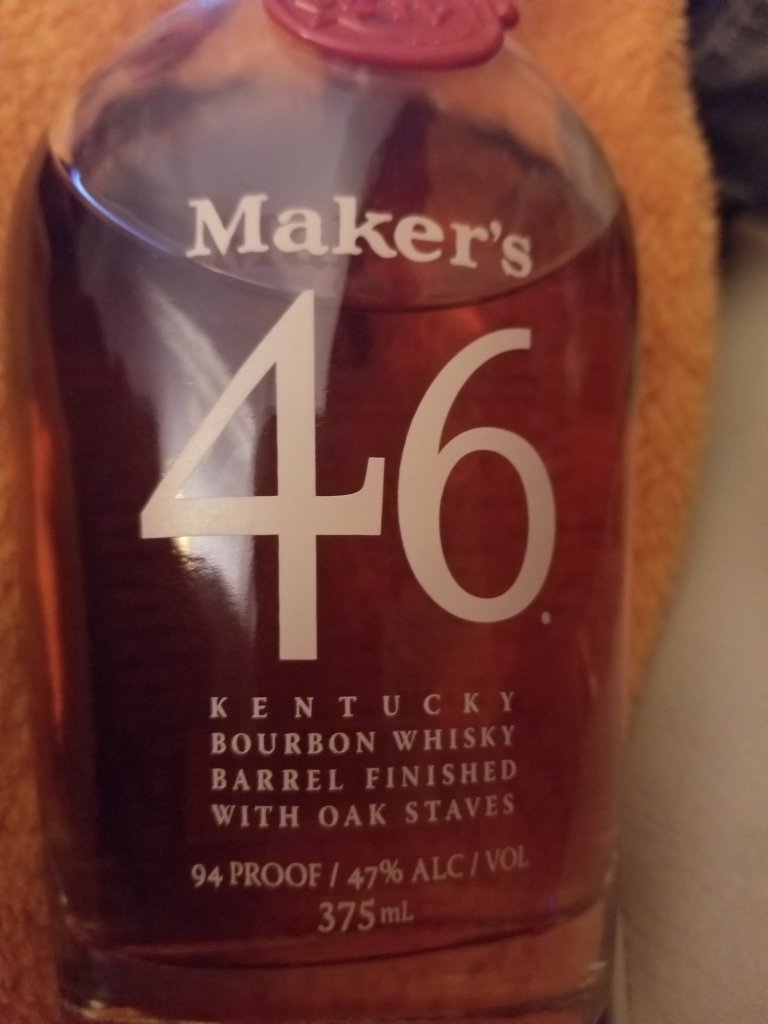 Maker's
46.
KENTUCKY
BOURBON WHISKY
BARREL FINISHED
WITH OAK STAVES
94 PROOF / 47% ALC / VOL
375mL